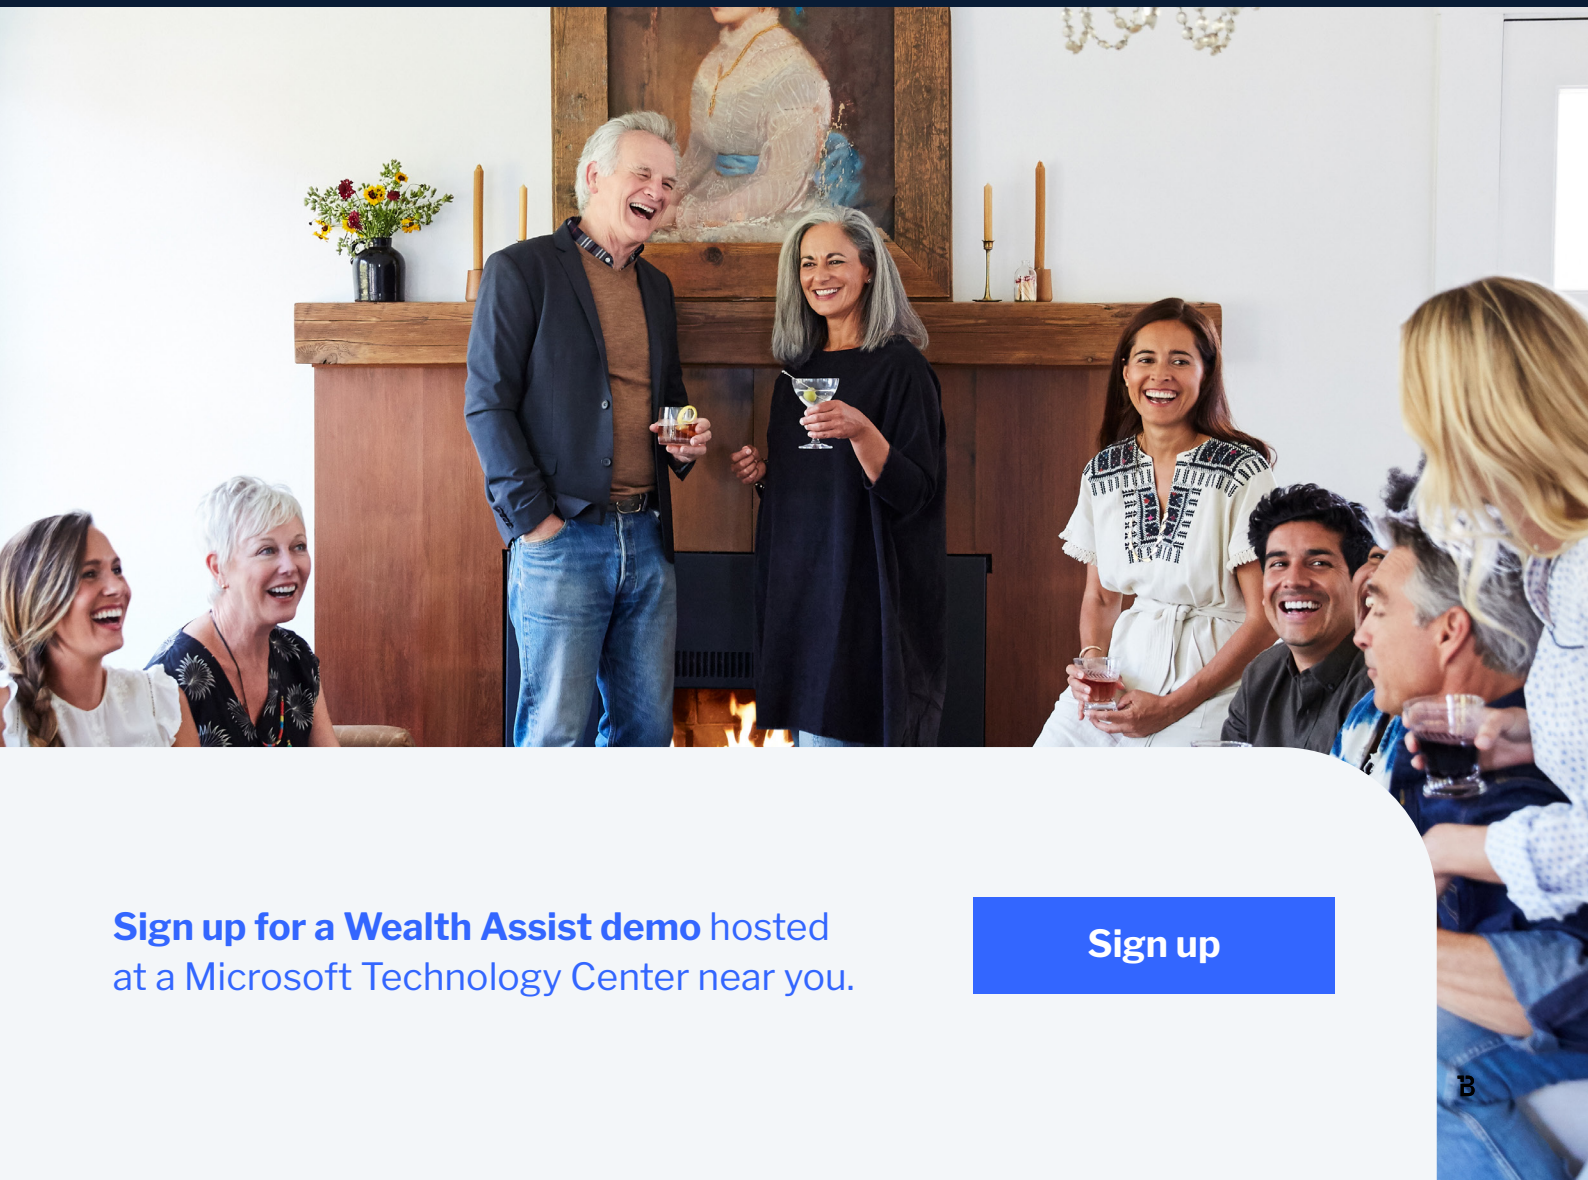 Sign up for a Wealth Assist demo hosted
at a Microsoft Technology Center near you.
Sign up
B